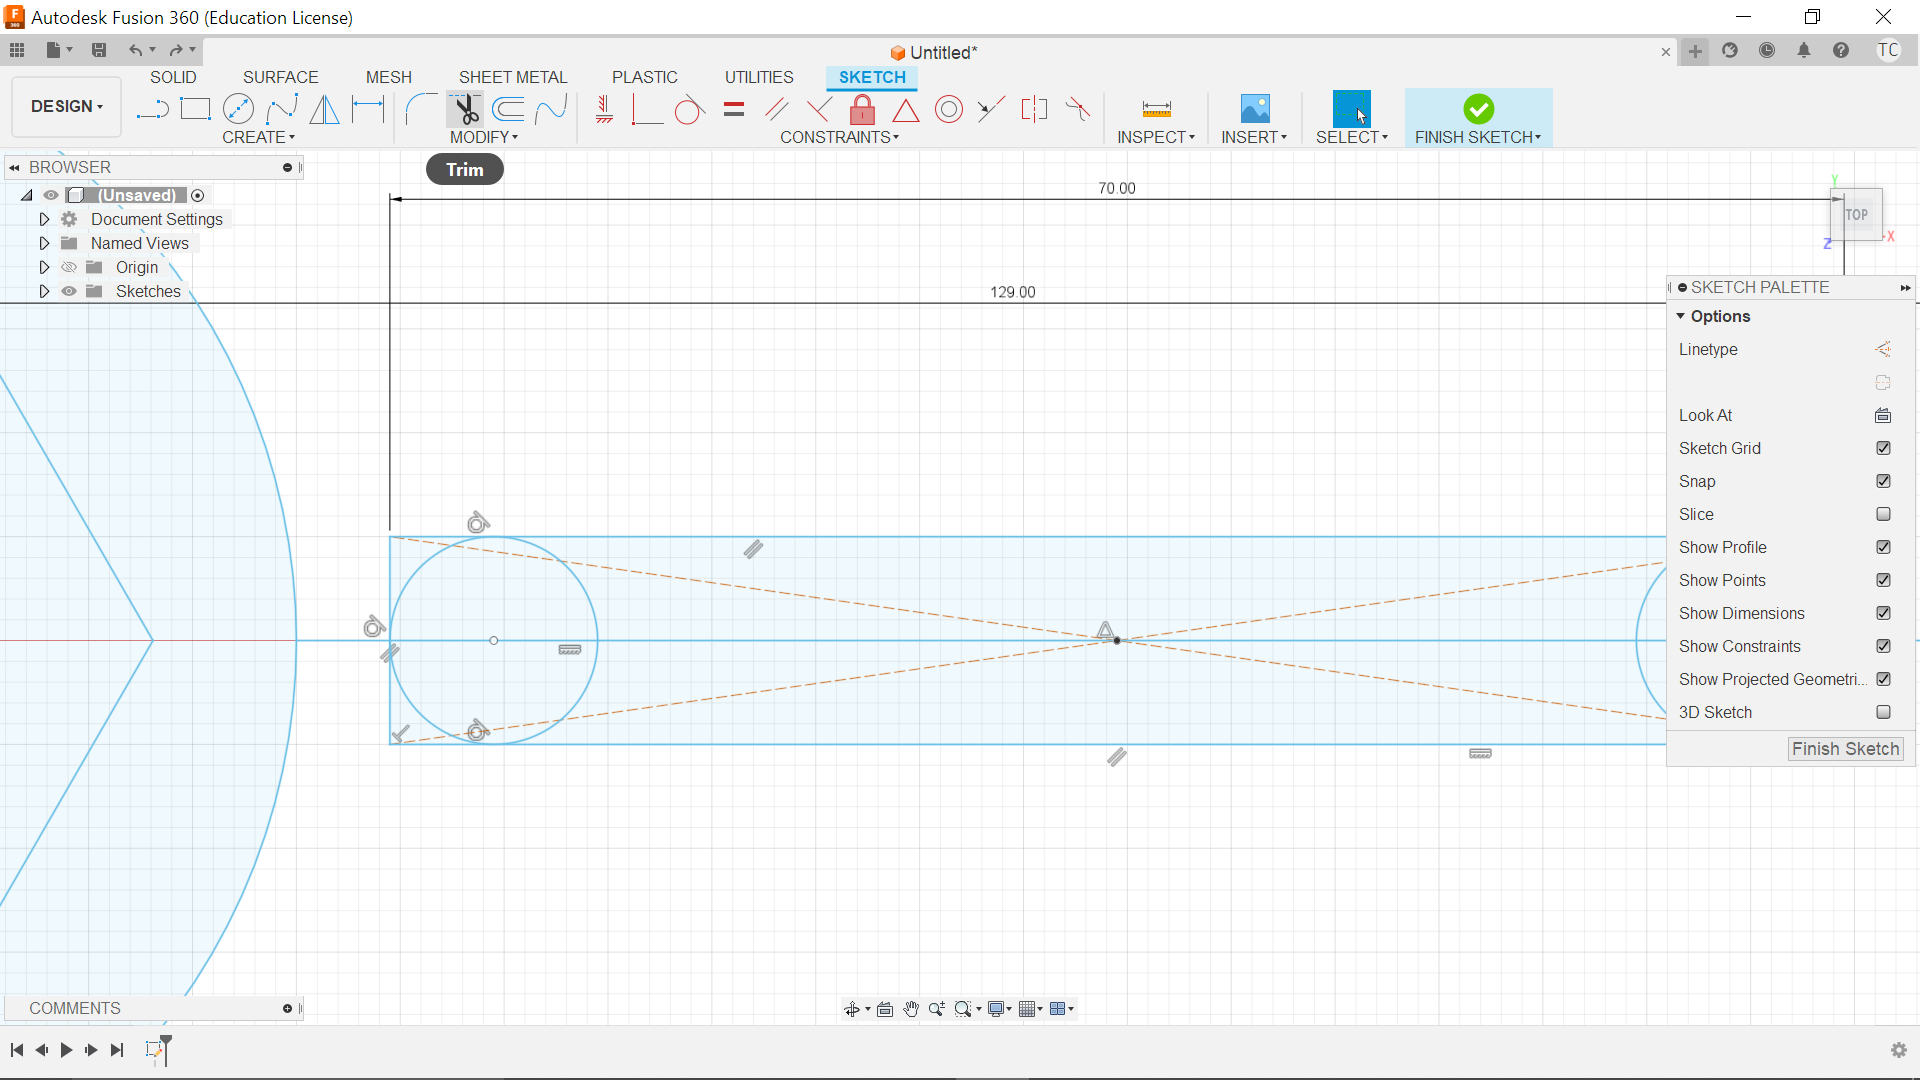 Autodesk Fusion 360 (Education License)
Untitled*
TC
DESIGN
SOLID SURFACE MESH SHEET METAL PLASTIC UTILITIES SKETCH
CREATE MODIFY CONSTRAINTS INSPECT INSERT SELECT FINISH SKETCH
BROWSER
Trim
(Unsaved)
Document Settings
Named Views
Origin
Sketches
70.00
129.00
Y
TOP
Z
X
SKETCH PALETTE
Options
Linetype
Look At
Sketch Grid
Snap
Slice
Show Profile
Show Points
Show Dimensions
Show Constraints
Show Projected Geometri...
3D Sketch
Finish Sketch
COMMENTS